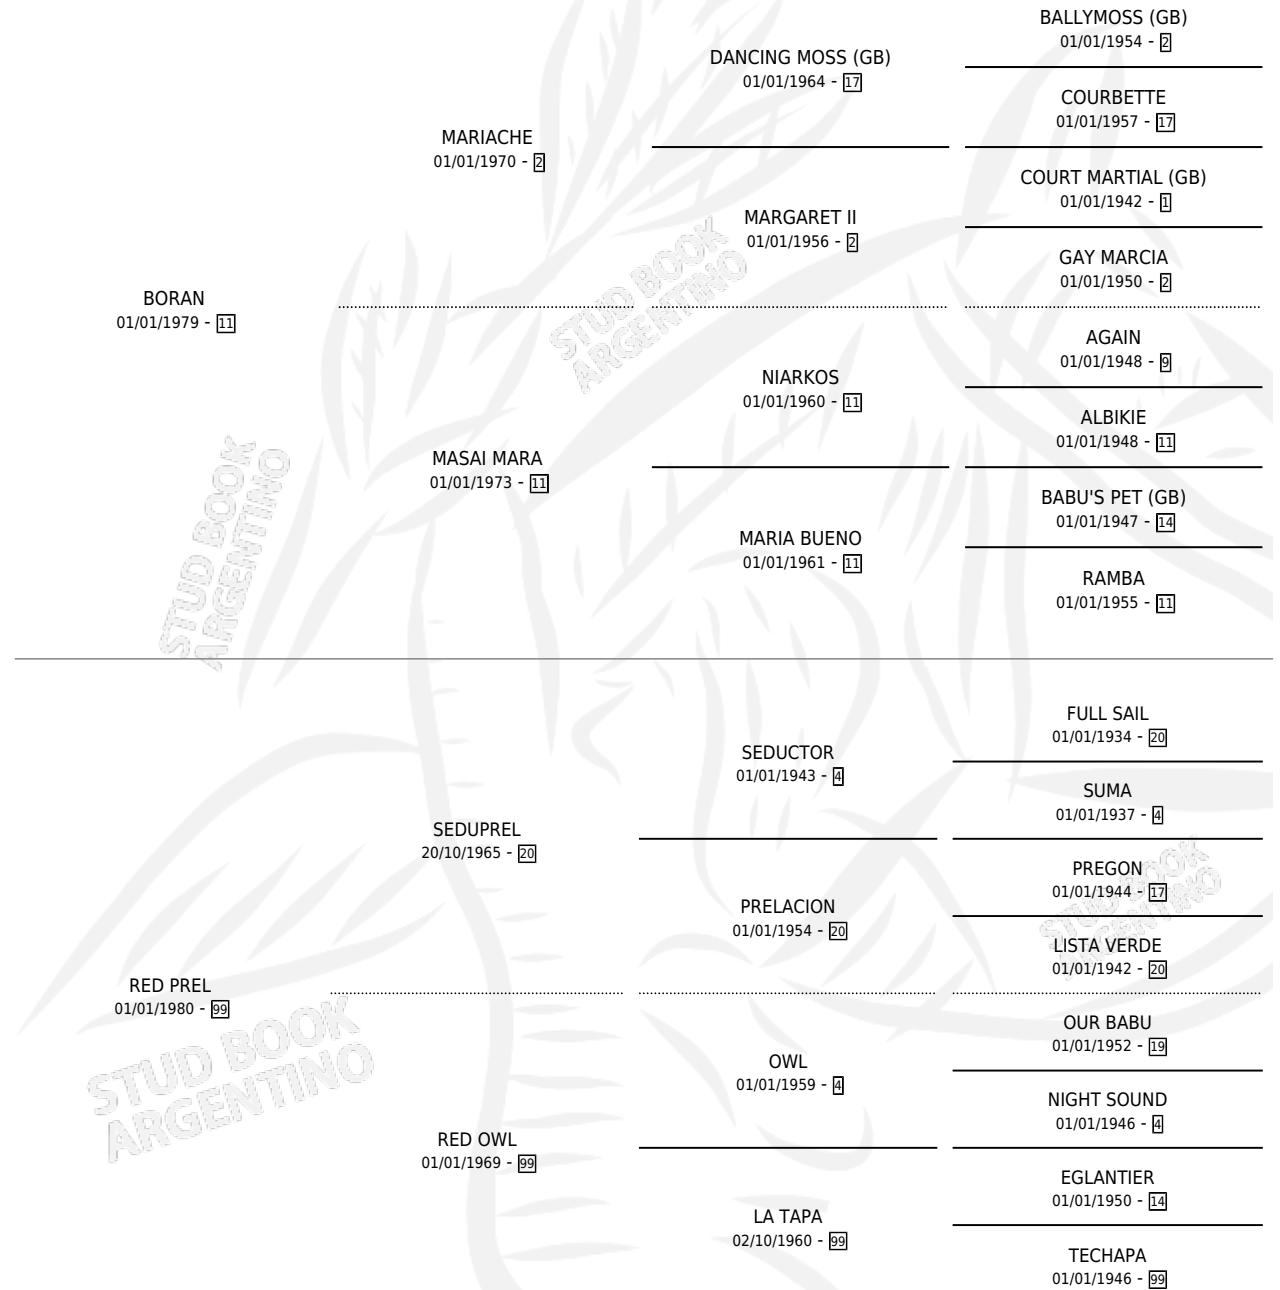 BALLYMOSS (GB)
01/01/1954 - 2
DANCING MOSS (GB)
01/01/1964 - 17
COURBETTE
01/01/1957 - 17
MARIACHE
01/01/1970 - 2
COURT MARTIAL (GB)
01/01/1942 - 1
MARGARET II
01/01/1956 - 2
GAY MARCIA
01/01/1950 - 2
BORAN
01/01/1979 - 11
STUD BOOK
ARGENTINO
AGAIN
01/01/1948 - 9
NIARKOS
01/01/1960 - 11
ALBIKIE
01/01/1948 - 11
MASAI MARA
01/01/1973 - 11
BABU'S PET (GB)
01/01/1947 - 14
MARIA BUENO
01/01/1961 - 11
RAMBA
01/01/1955 - 11
STUD BOOK
ARGENTINO
FULL SAIL
01/01/1934 - 20
SEDUCTOR
01/01/1943 - 4
SUMA
01/01/1937 - 4
SEDUPREL
20/10/1965 - 20
PREGON
01/01/1944 - 17
PRELACION
01/01/1954 - 20
LISTA VERDE
01/01/1942 - 20
STUD BOOK
ARGENTINO
RED PREL
01/01/1980 - 99
OUR BABU
01/01/1952 - 19
OWL
01/01/1959 - 4
NIGHT SOUND
01/01/1946 - 4
STUD BOOK
ARGENTINO
RED OWL
01/01/1969 - 99
EGLANTIER
01/01/1950 - 14
LA TAPA
02/10/1960 - 99
TECHAPA
01/01/1946 - 99